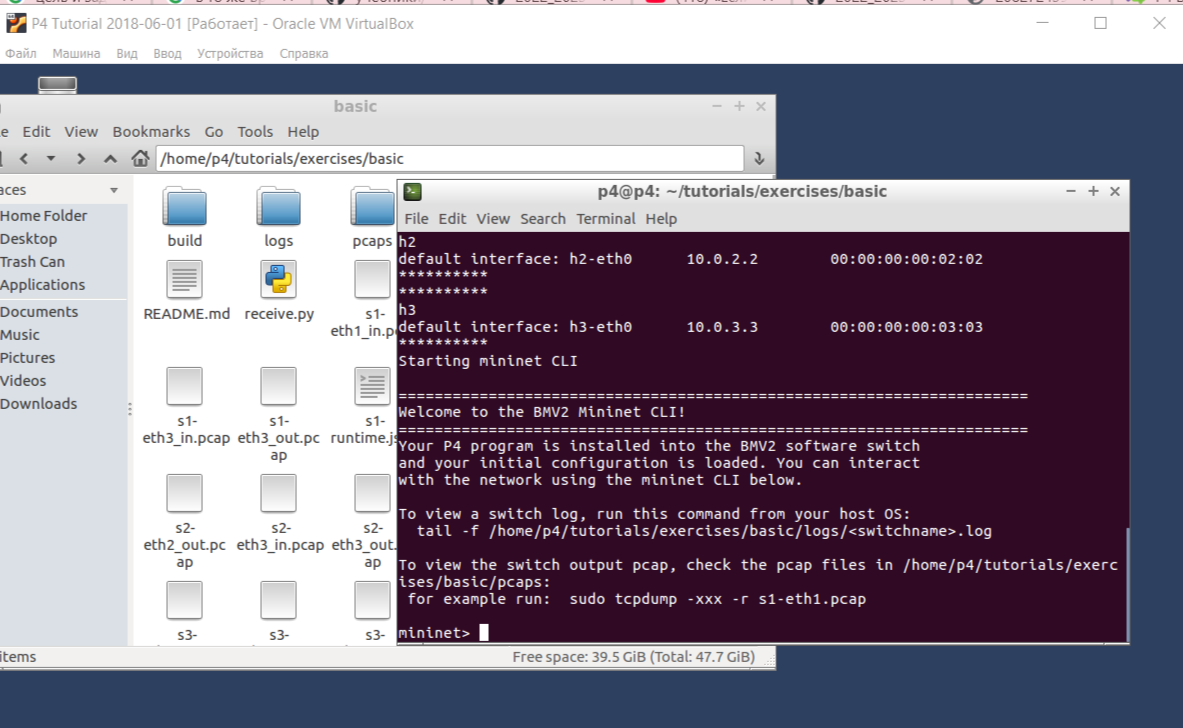 P4 Tutorial 2018-06-01 [Работает] - Oracle VM VirtualBox
Файл Машина Вид Ввод Устройства Справка
basic
Edit View Bookmarks Go Tools Help
/home/p4/tutorials/exercises/basic
aces
Home Folder
Desktop
Trash Can
Applications
Documents
Music
Pictures
Videos
Downloads
build logs pcaps
README.md receive.py s1-
eth1_in.pc
s1- s1- s1-
eth3_in.pcap eth3_out.pc runtime.js
ap
s2- s2- s2-
eth2_out.pc eth3_in.pcap eth3_out.
ap ap
s3- s3- s3-
items
Free space: 39.5 GiB (Total: 47.7 GiB)
p4@p4: ~/tutorials/exercises/basic
File Edit View Search Terminal Help
h2
default interface: h2-eth0 10.0.2.2 00:00:00:00:02:02
**********
**********
h3
default interface: h3-eth0 10.0.3.3 00:00:00:00:03:03
**********
Starting mininet CLI
======================================================================
Welcome to the BMV2 Mininet CLI!
======================================================================
Your P4 program is installed into the BMV2 software switch
and your initial configuration is loaded. You can interact
with the network using the mininet CLI below.
To view a switch log, run this command from your host OS:
tail -f /home/p4/tutorials/exercises/basic/logs/<switchname>.log
To view the switch output pcap, check the pcap files in /home/p4/tutorials/exerc
ises/basic/pcaps:
for example run:  sudo tcpdump -xxx -r s1-eth1.pcap
mininet>